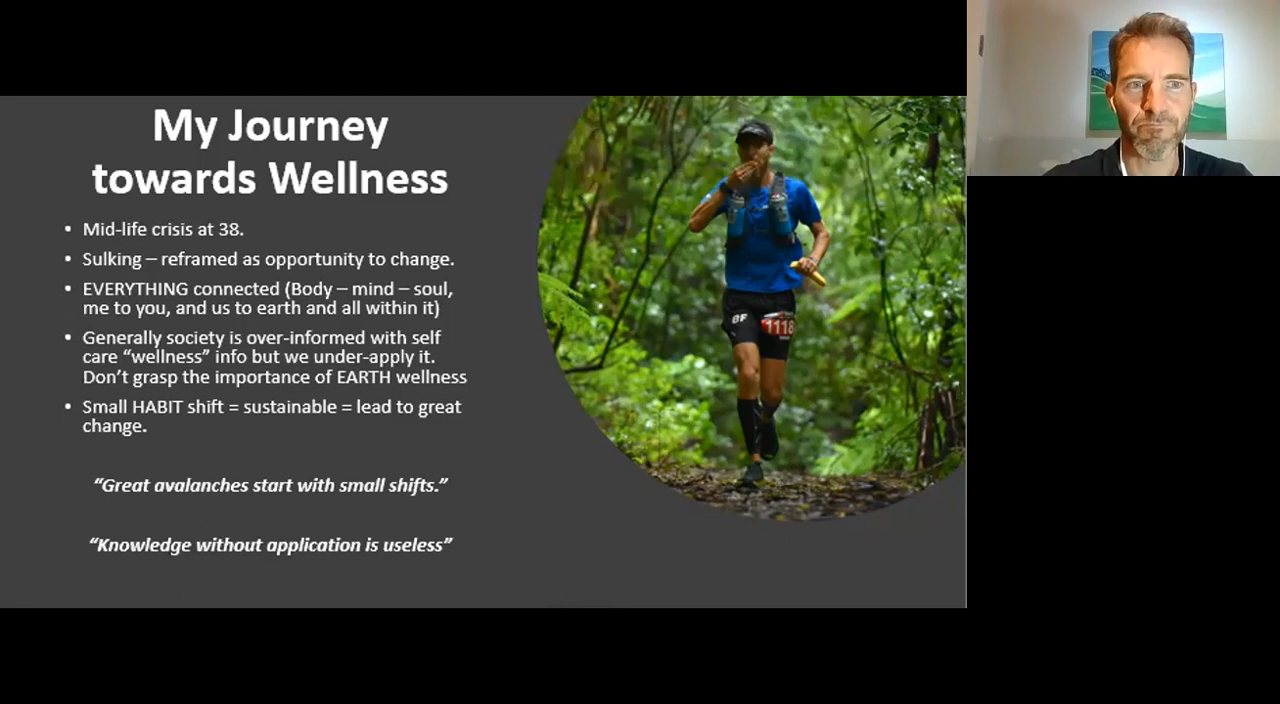 My Journey
towards Wellness
• Mid-life crisis at 38.
• Sulking – reframed as opportunity to change.
• EVERYTHING connected (Body – mind – soul,
me to you, and us to earth and all within it)
• Generally society is over-informed with self
care “wellness” info but we under-apply it.
Don’t grasp the importance of EARTH wellness
• Small HABIT shift = sustainable = lead to great
change.
“Great avalanches start with small shifts.”
“Knowledge without application is useless”
8F
1118